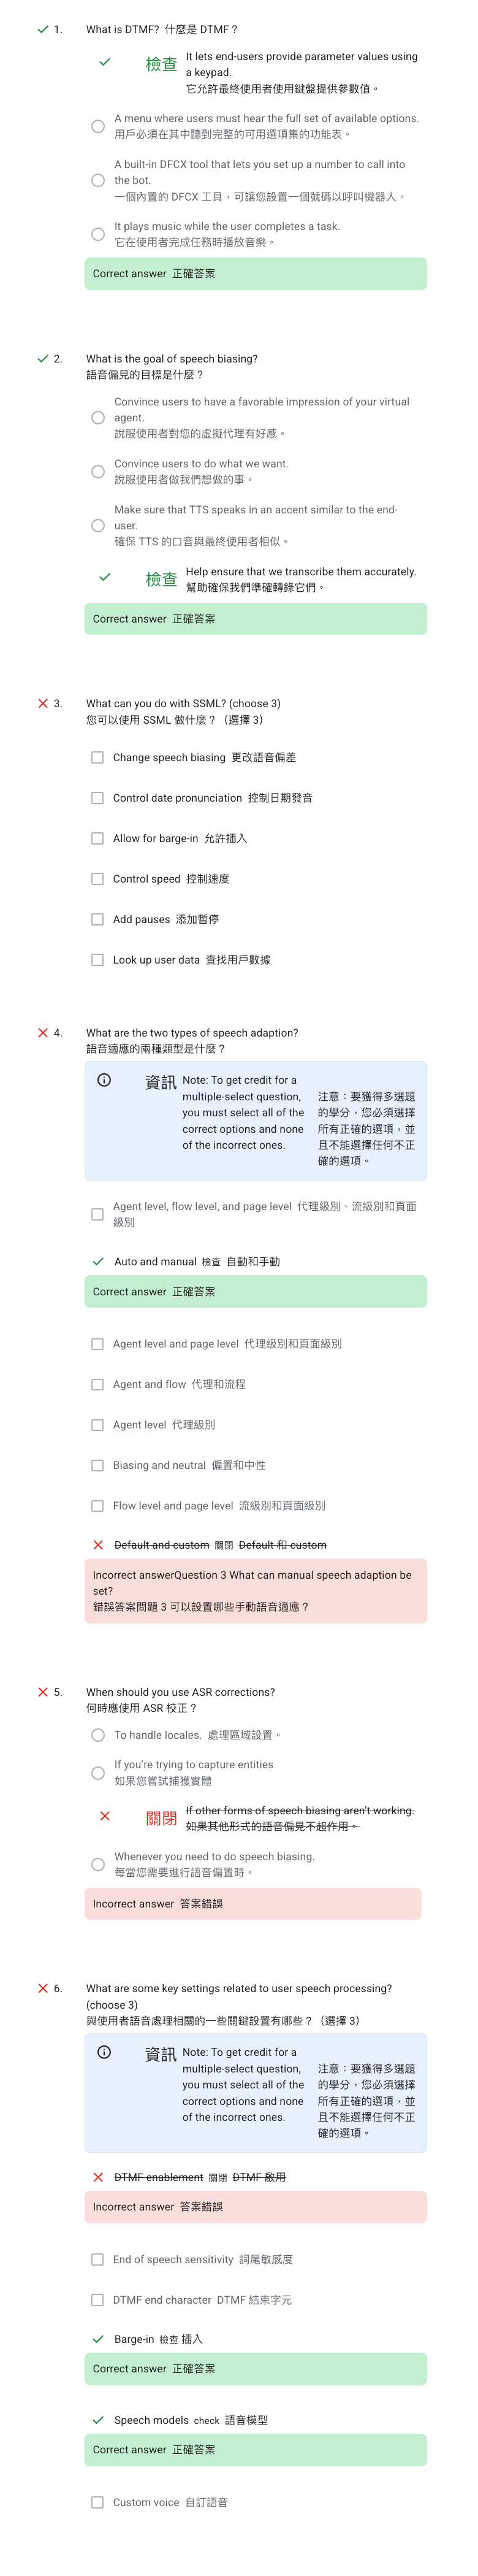 1. What is DTMF? 什麼是 DTMF？
檢查 It lets end-users provide parameter values using
a keypad.
它允許最終使用者使用鍵盤提供參數值。
A menu where users must hear the full set of available options.
用戶必須在其中聽到完整的可用選項集的功能表。
A built-in DFCX tool that lets you set up a number to call into
the bot.
一個內置的 DFCX 工具，可讓您設置一個號碼以呼叫機器人。
It plays music while the user completes a task.
它在使用者完成任務時播放音樂。
Correct answer 正確答案
2. What is the goal of speech biasing?
語音偏見的目標是什麼？
Convince users to have a favorable impression of your virtual
agent.
說服使用者對您的虛擬代理有好感。
Convince users to do what we want.
說服使用者做我們想做的事。
Make sure that TTS speaks in an accent similar to the end-
user.
確保 TTS 的口音與最終使用者相似。
檢查 Help ensure that we transcribe them accurately.
幫助確保我們準確轉錄它們。
Correct answer 正確答案
3. What can you do with SSML? (choose 3)
您可以使用 SSML 做什麼？（選擇 3）
Change speech biasing 更改語音偏差
Control date pronunciation 控制日期發音
Allow for barge-in 允許插入
Control speed 控制速度
Add pauses 添加暫停
Look up user data 查找用戶數據
4. What are the two types of speech adaption?
語音適應的兩種類型是什麼？
資訊 Note: To get credit for a
multiple-select question,
you must select all of the
correct options and none
of the incorrect ones.
注意：要獲得多選題
的學分，您必須選擇
所有正確的選項，並
且不能選擇任何不正
確的選項。
Agent level, flow level, and page level 代理級別、流級別和頁面
級別
Auto and manual 檢查 自動和手動
Correct answer 正確答案
Agent level and page level 代理級別和頁面級別
Agent and flow 代理和流程
Agent level 代理級別
Biasing and neutral 偏置和中性
Flow level and page level 流級別和頁面級別
Default and custom 關閉 Default 和 custom
Incorrect answerQuestion 3 What can manual speech adaption be
set?
錯誤答案問題 3 可以設置哪些手動語音適應？
5. When should you use ASR corrections?
何時應使用 ASR 校正？
To handle locales. 處理區域設置。
If you're trying to capture entities
如果您嘗試捕獲實體
關閉 If other forms of speech biasing aren't working.
如果其他形式的語音偏見不起作用。
Whenever you need to do speech biasing.
每當您需要進行語音偏置時。
Incorrect answer 答案錯誤
6. What are some key settings related to user speech processing?
(choose 3)
與使用者語音處理相關的一些關鍵設置有哪些？（選擇 3）
資訊 Note: To get credit for a
multiple-select question,
you must select all of the
correct options and none
of the incorrect ones.
注意：要獲得多選題
的學分，您必須選擇
所有正確的選項，並
且不能選擇任何不正
確的選項。
DTMF enablement 關閉 DTMF 啟用
Incorrect answer 答案錯誤
End of speech sensitivity 詞尾敏感度
DTMF end character DTMF 結束字元
Barge-in 檢查 插入
Correct answer 正確答案
Speech models check 語音模型
Correct answer 正確答案
Custom voice 自訂語音